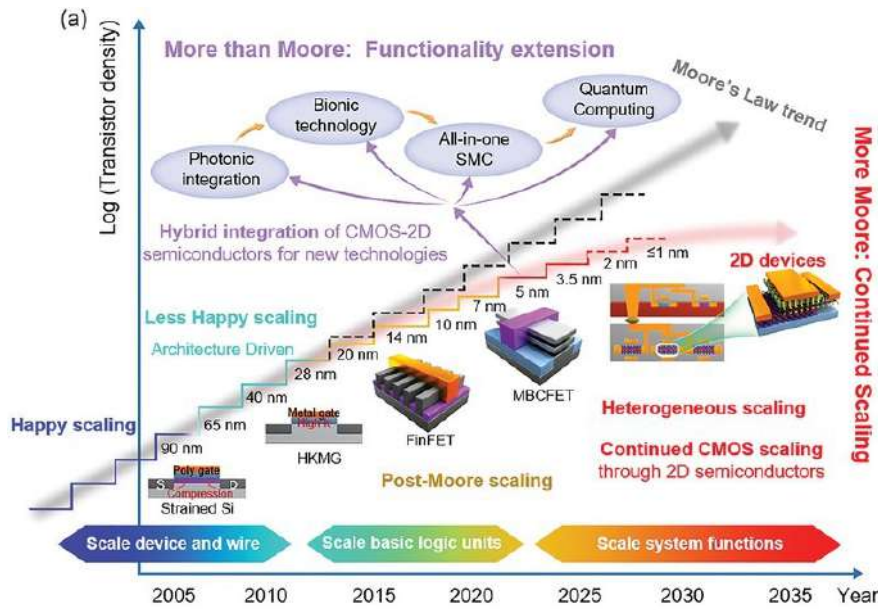 (a)
More than Moore: Functionality extension
Log (Transistor density)
Moore's Law trend
Bionic
technology
Quantum
Computing
Photonic
integration
All-in-one
SMC
Hybrid integration of CMOS-2D
semiconductors for new technologies
More Moore: Continued Scaling
2D devices
≤1 nm
2 nm
3.5 nm
5 nm
7 nm
10 nm
14 nm
20 nm
28 nm
40 nm
65 nm
90 nm
Less Happy scaling
Architecture Driven
Happy scaling
MBCFET
FinFET
Metal gate
High K
HKMG
Poly gate
S
D
Compression
Strained Si
Heterogeneous scaling
Continued CMOS scaling
through 2D semiconductors
Post-Moore scaling
Scale device and wire
Scale basic logic units
Scale system functions
2005
2010
2015
2020
2025
2030
2035
Year